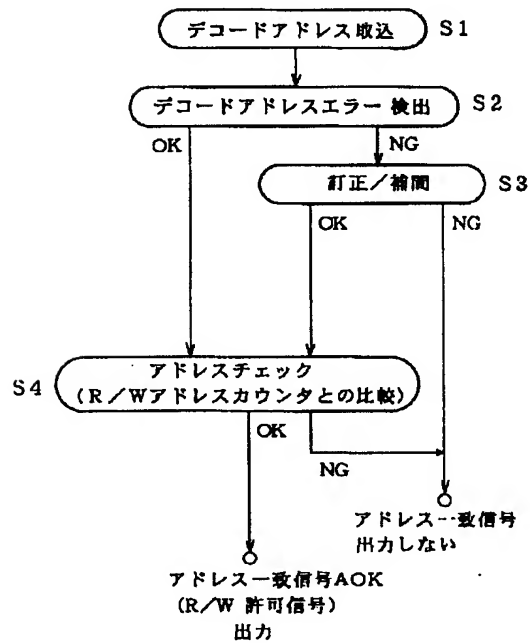 デコードアドレス取込 S1
デコードアドレスエラー検出 S2
OK NG
訂正/補間 S3
OK NG
アドレスチェック
S4 (R/Wアドレスカウンタとの比較)
OK
NG
アドレス一致信号
出力しない
アドレス一致信号AOK
(R/W 許可信号)
出力